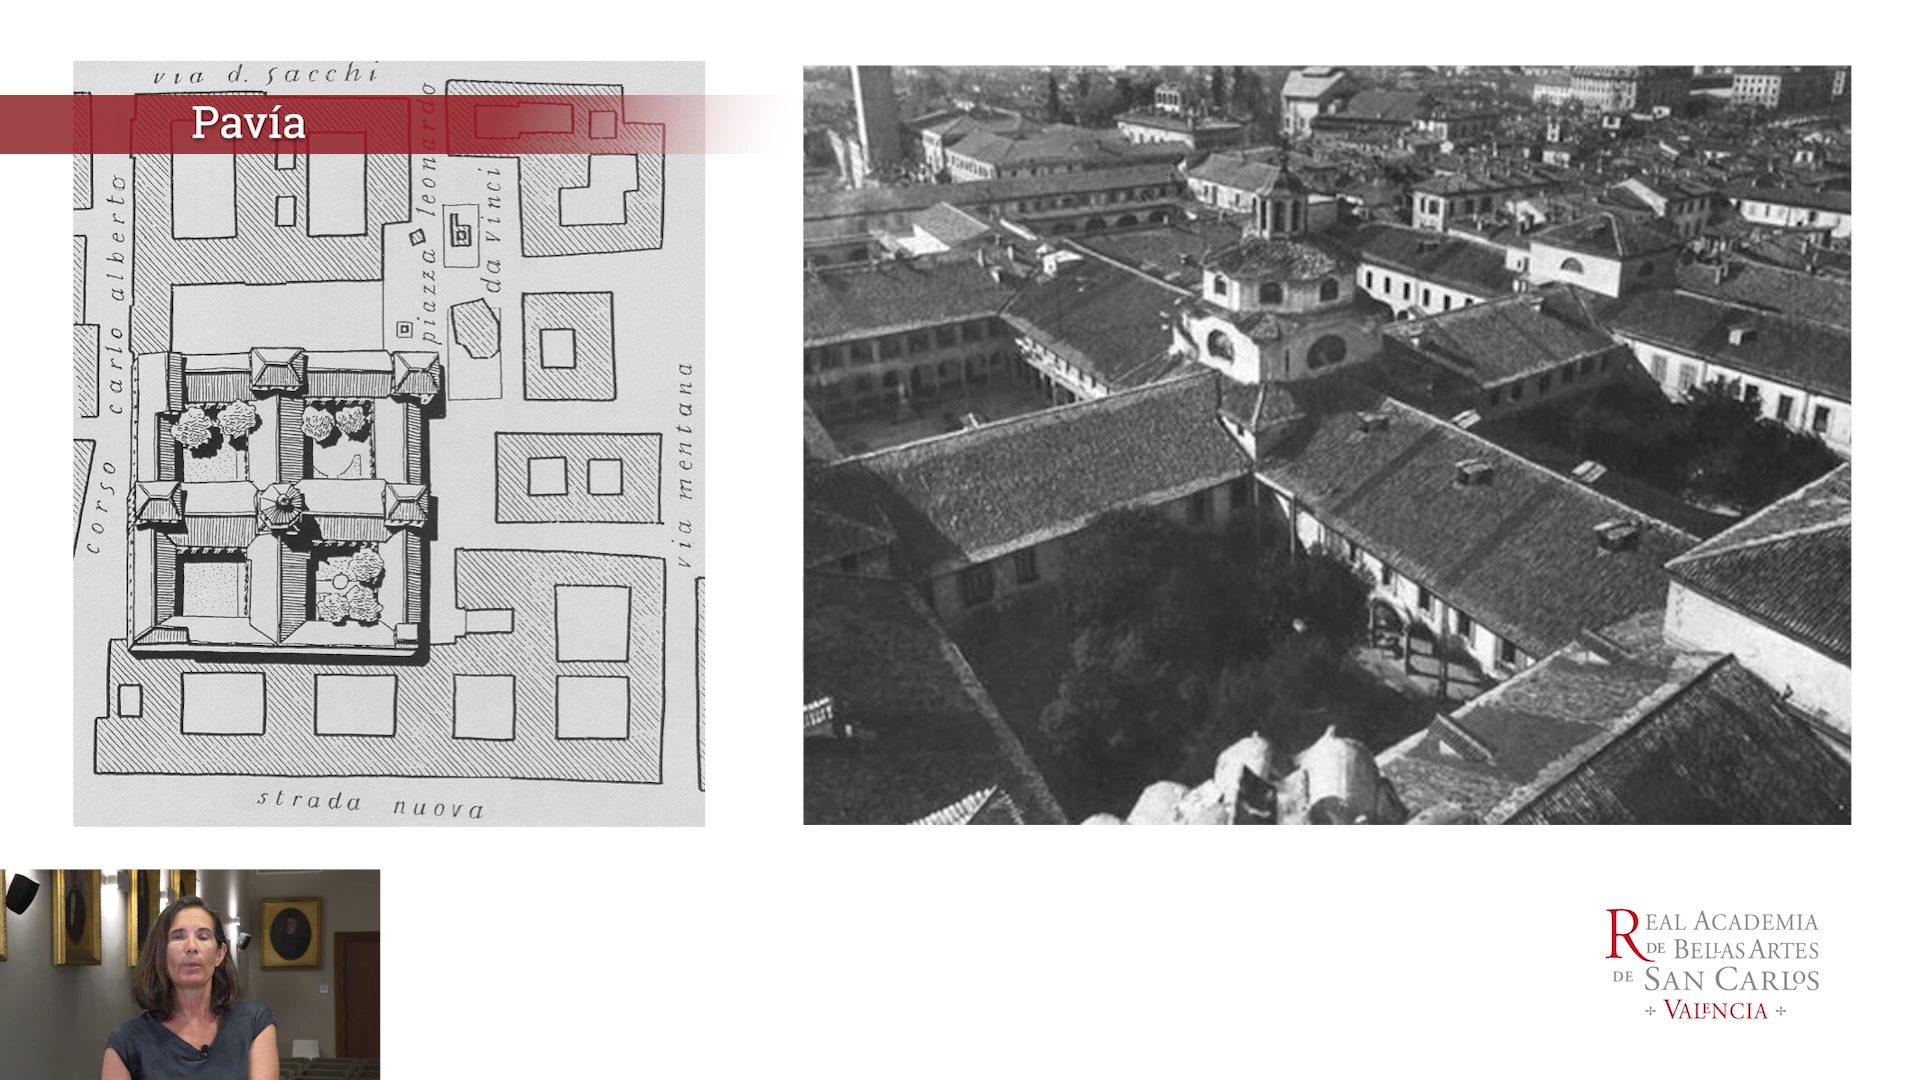 via d. sacchi
Pavía
corso carlo alberto
piazza leonardo
da vinci
via mentana
strada nuova
REAL ACADEMIA
DE BELLAS ARTES
DE SAN CARLOS
VALENCIA